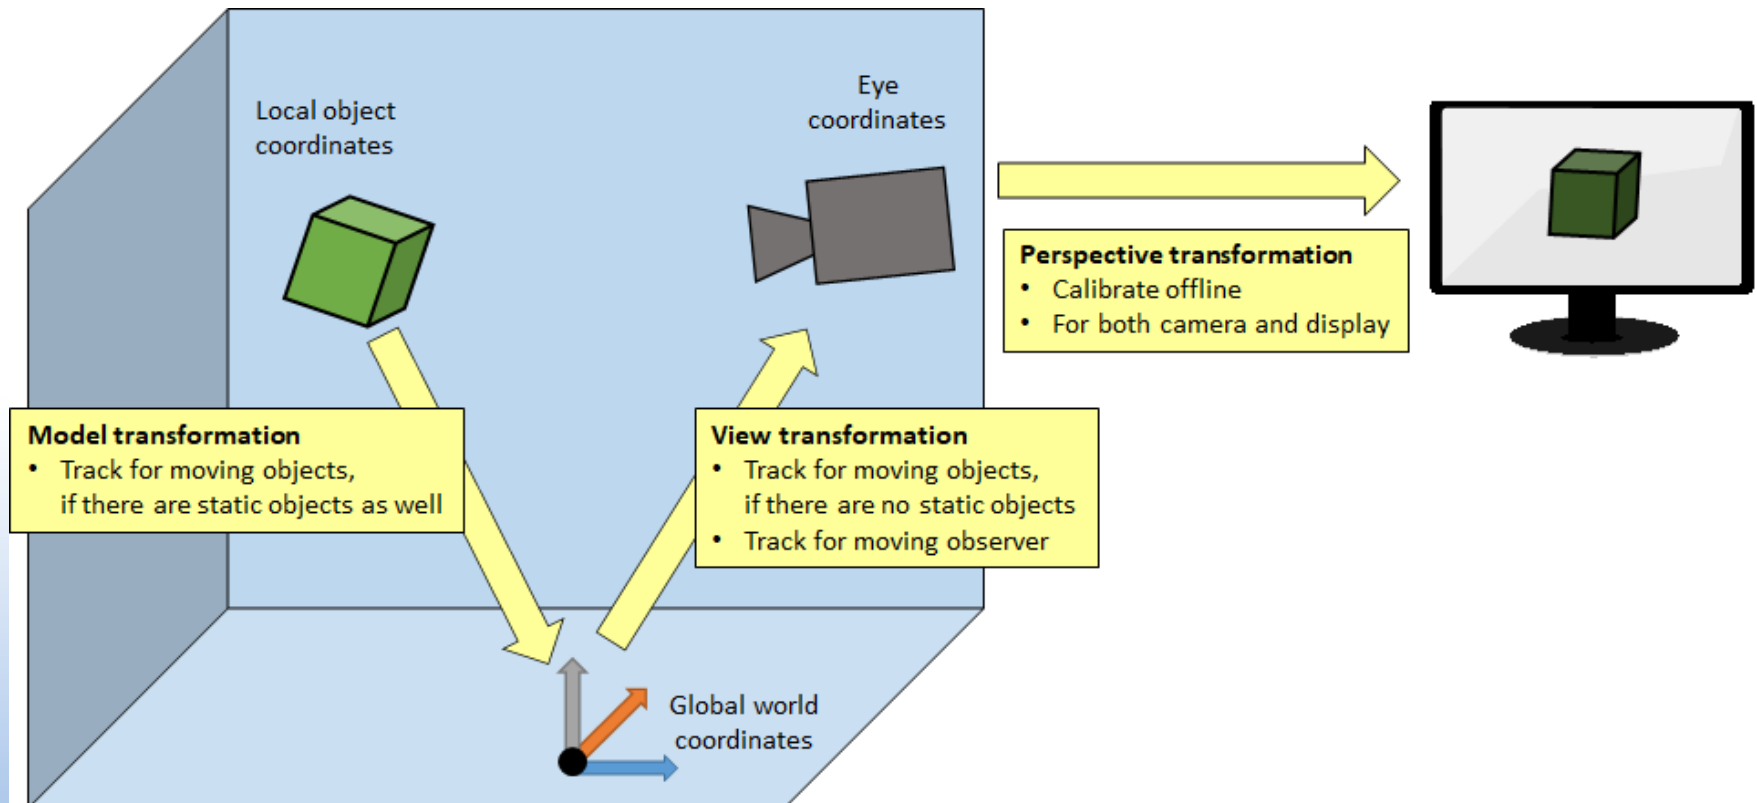 Local object
coordinates
Eye
coordinates
Perspective transformation
• Calibrate offline
• For both camera and display
Model transformation
• Track for moving objects,
if there are static objects as well
View transformation
• Track for moving objects,
if there are no static objects
• Track for moving observer
Global world
coordinates